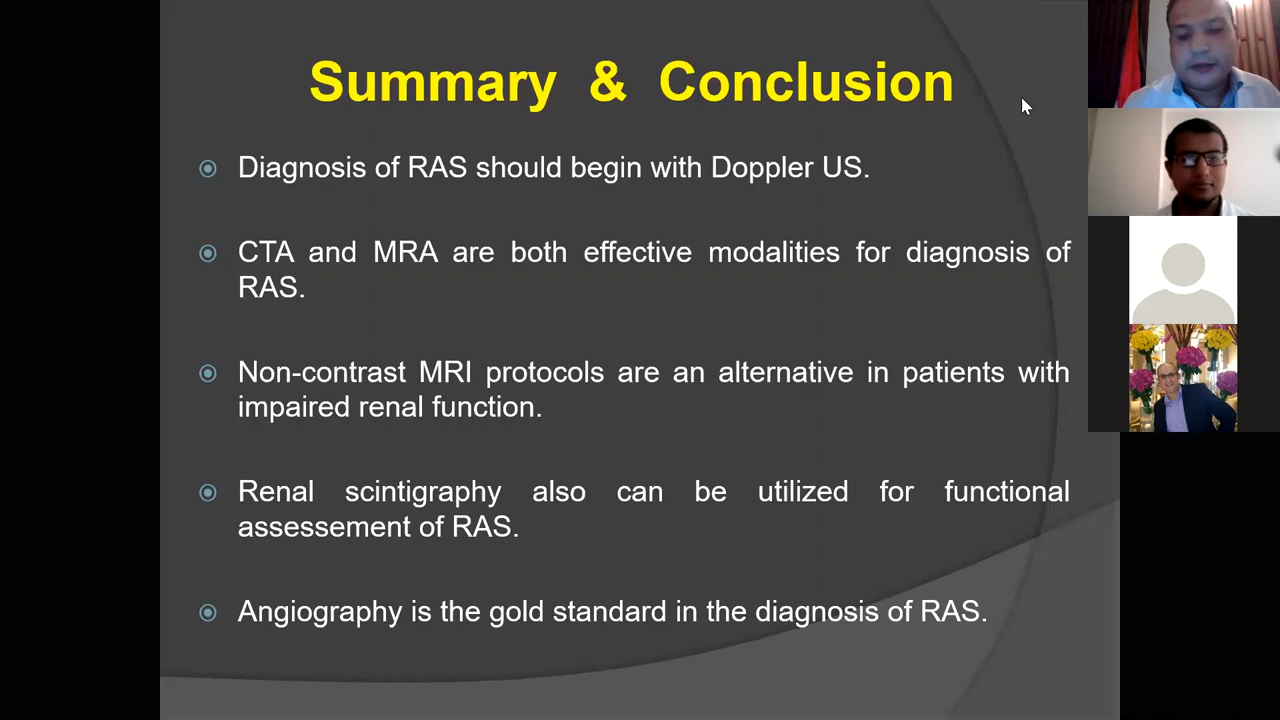 Summary & Conclusion
Diagnosis of RAS should begin with Doppler US.
CTA and MRA are both effective modalities for diagnosis of
RAS.
Non-contrast MRI protocols are an alternative in patients with
impaired renal function.
Renal scintigraphy also can be utilized for functional
assessement of RAS.
Angiography is the gold standard in the diagnosis of RAS.